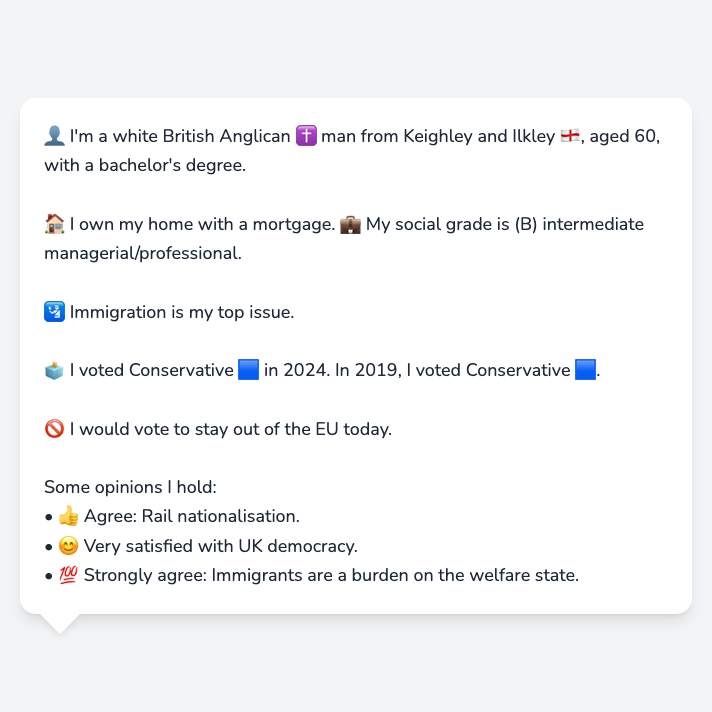 👤 I'm a white British Anglican ✝️ man from Keighley and Ilkley 🏴󠁧󠁢󠁥󠁮󠁧󠁿, aged 60,
with a bachelor's degree.
🏠 I own my home with a mortgage. 💼 My social grade is (B) intermediate
managerial/professional.
🛂 Immigration is my top issue.
🗳️ I voted Conservative 🟦 in 2024. In 2019, I voted Conservative 🟦.
🚫 I would vote to stay out of the EU today.
Some opinions I hold:
• 👍 Agree: Rail nationalisation.
• 😊 Very satisfied with UK democracy.
• 💯 Strongly agree: Immigrants are a burden on the welfare state.